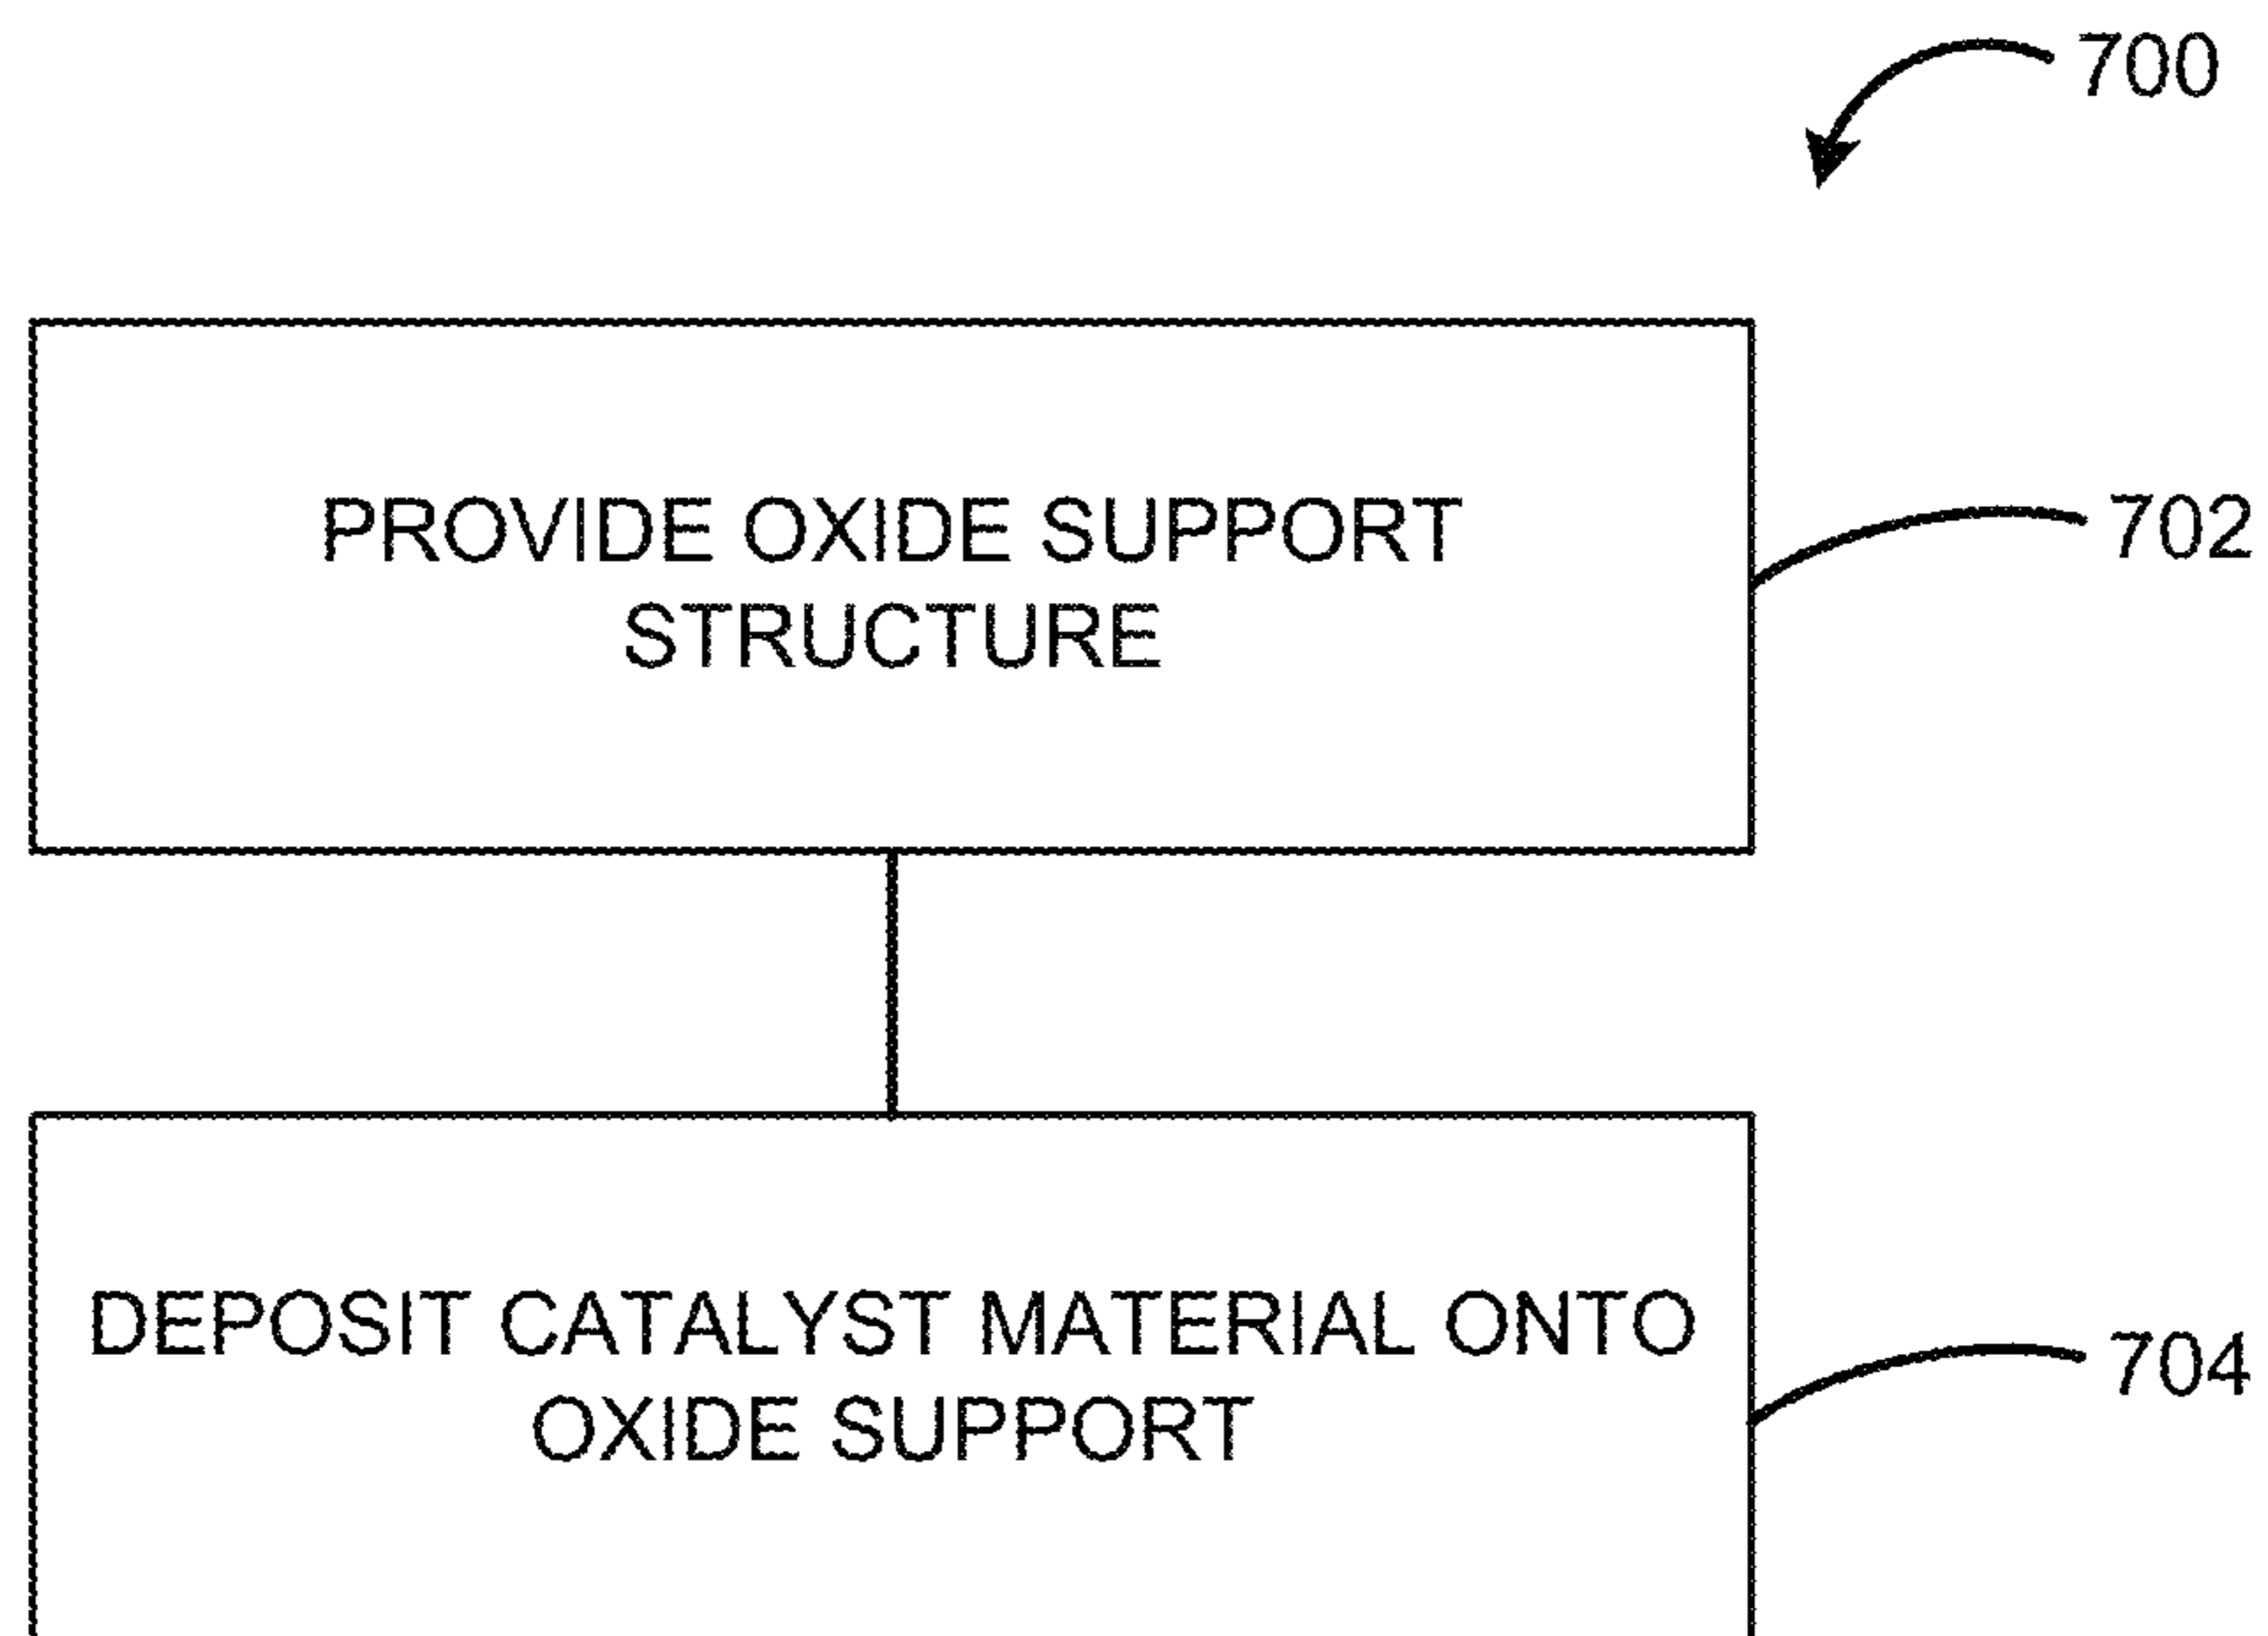 700
PROVIDE OXIDE SUPPORT
STRUCTURE
702
DEPOSIT CATALYST MATERIAL ONTO
OXIDE SUPPORT
704